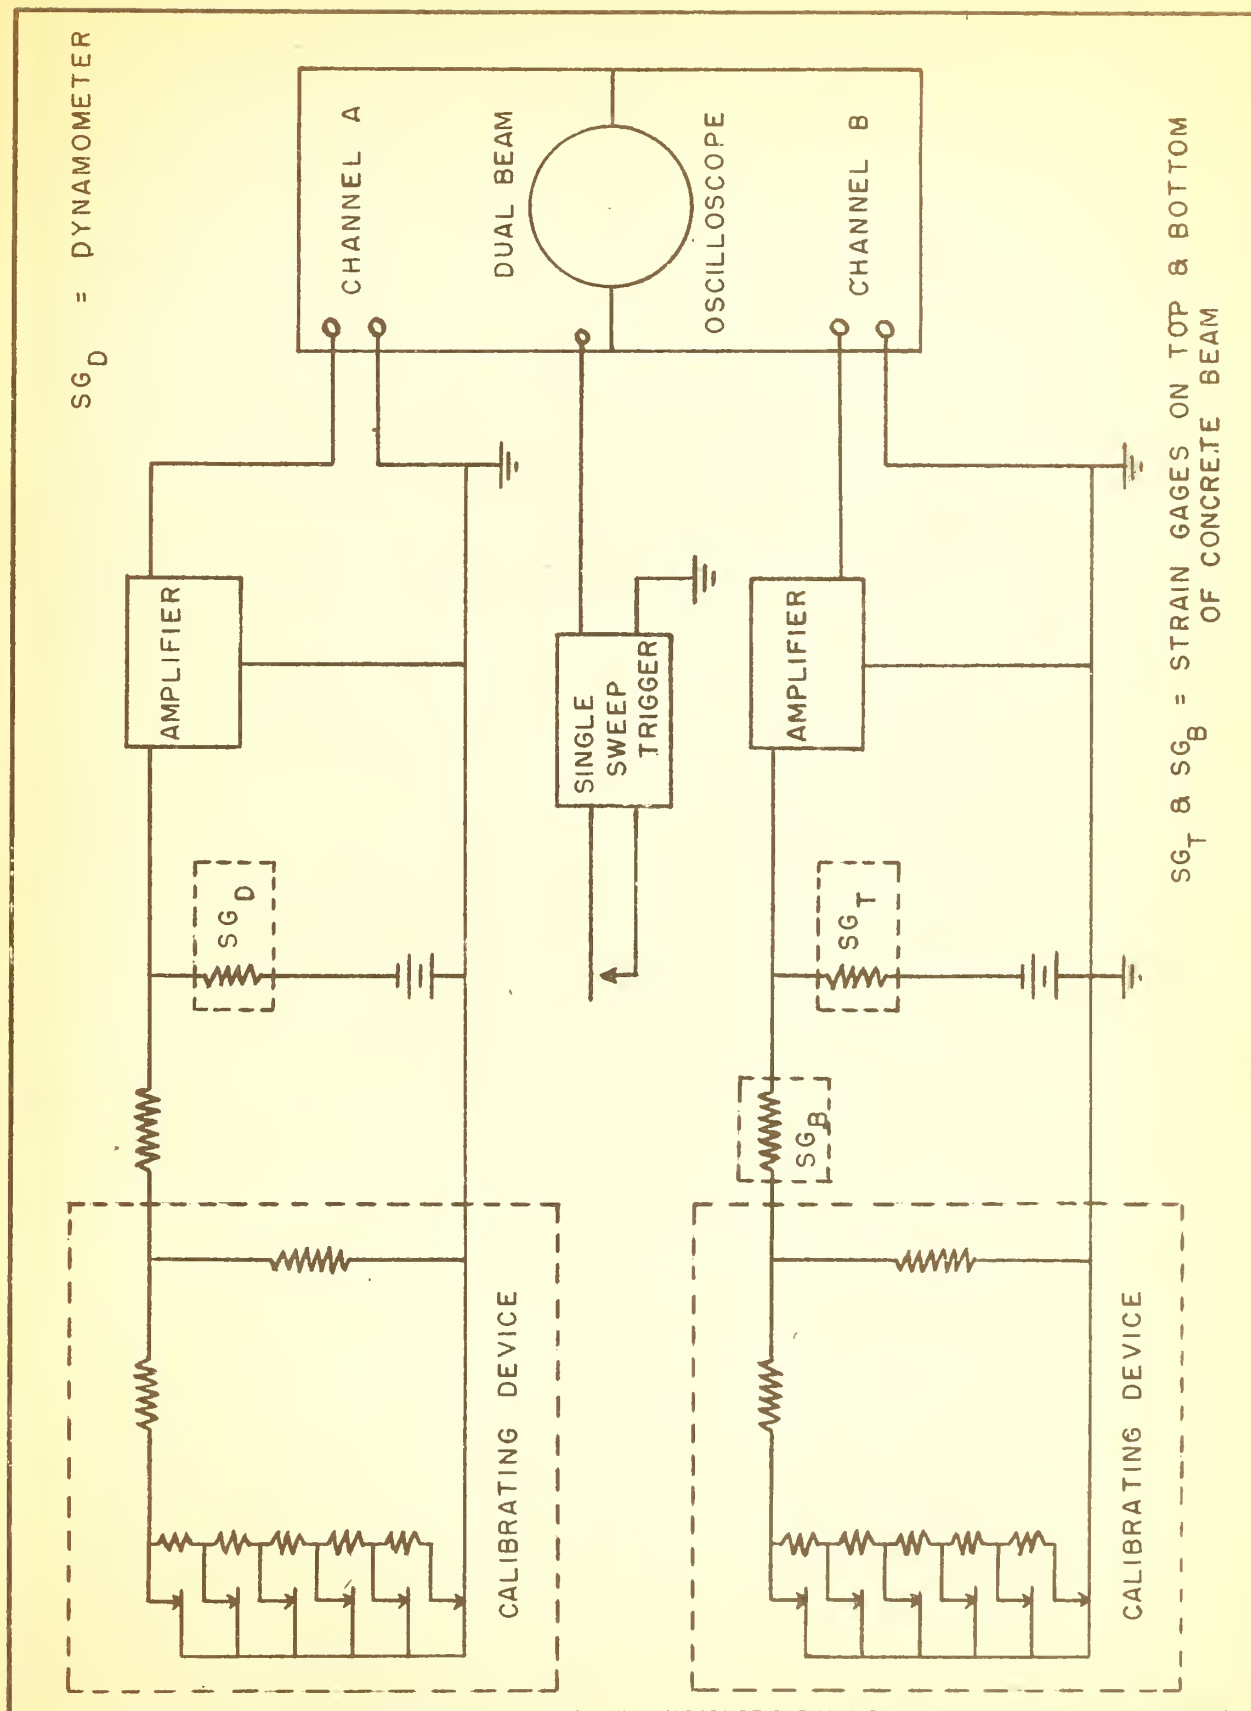 SG_D = DYNAMOMETER
CHANNEL A
DUAL BEAM
OSCILLOSCOPE
CHANNEL B
AMPLIFIER
SINGLE
SWEEP
TRIGGER
AMPLIFIER
SG_D
SG_T
SG_B
CALIBRATING DEVICE
CALIBRATING DEVICE
SG_T & SG_B = STRAIN GAGES ON TOP & BOTTOM
OF CONCRETE BEAM